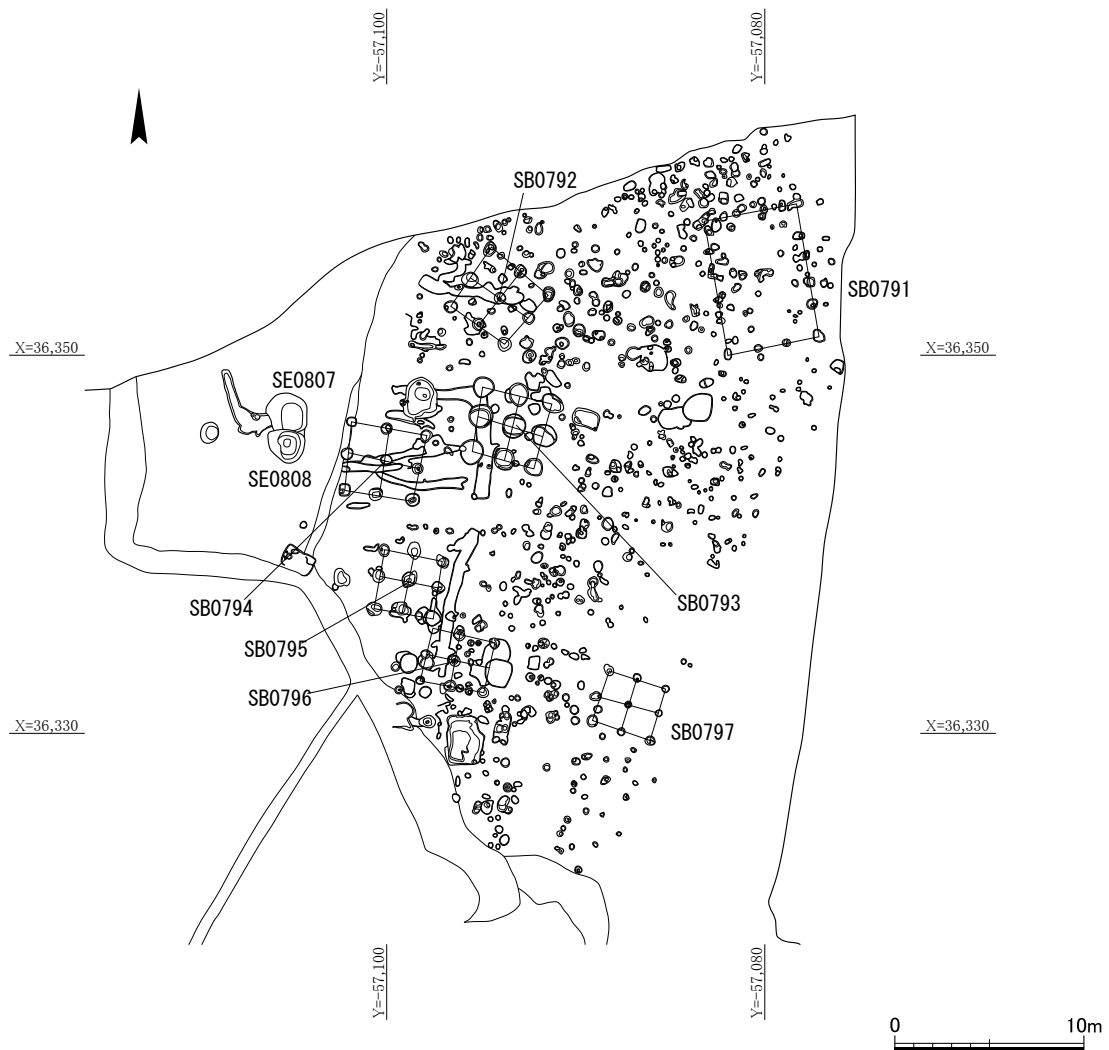 Y=-57,100
Y=-57,080
SB0792
SB0791
X=36,350
X=36,350
SE0807
SE0808
SB0794
SB0793
SB0795
SB0796
SB0797
X=36,330
X=36,330
Y=-57,100
Y=-57,080
0
10m